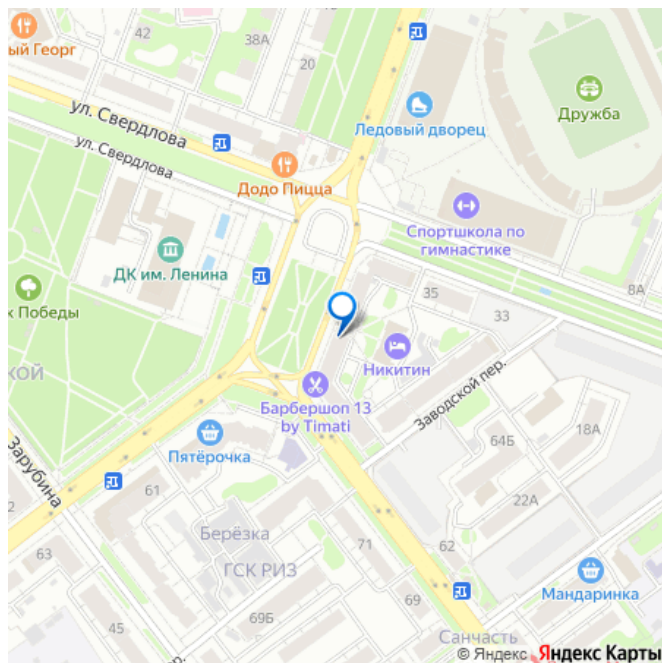 42
38А
ый Георг
20
Дружба
Ледовый дворец
ул. Свердлова
ул. Свердлова
Додо Пицца
Спортшкола по
гимнастике
ДК им. Ленина
8А
35
к Победы
33
Никитин
КОЙ
Заводской пер.
Барбершоп 13
by Timati
18А
64Б
Пятёрочка
Зарубина
61
22А
2
Берёзка
63
71
62
ГСК РИЗ
Мандаринка
69
69Б
45
Санчасть
© Яндекс Яндекс Карты